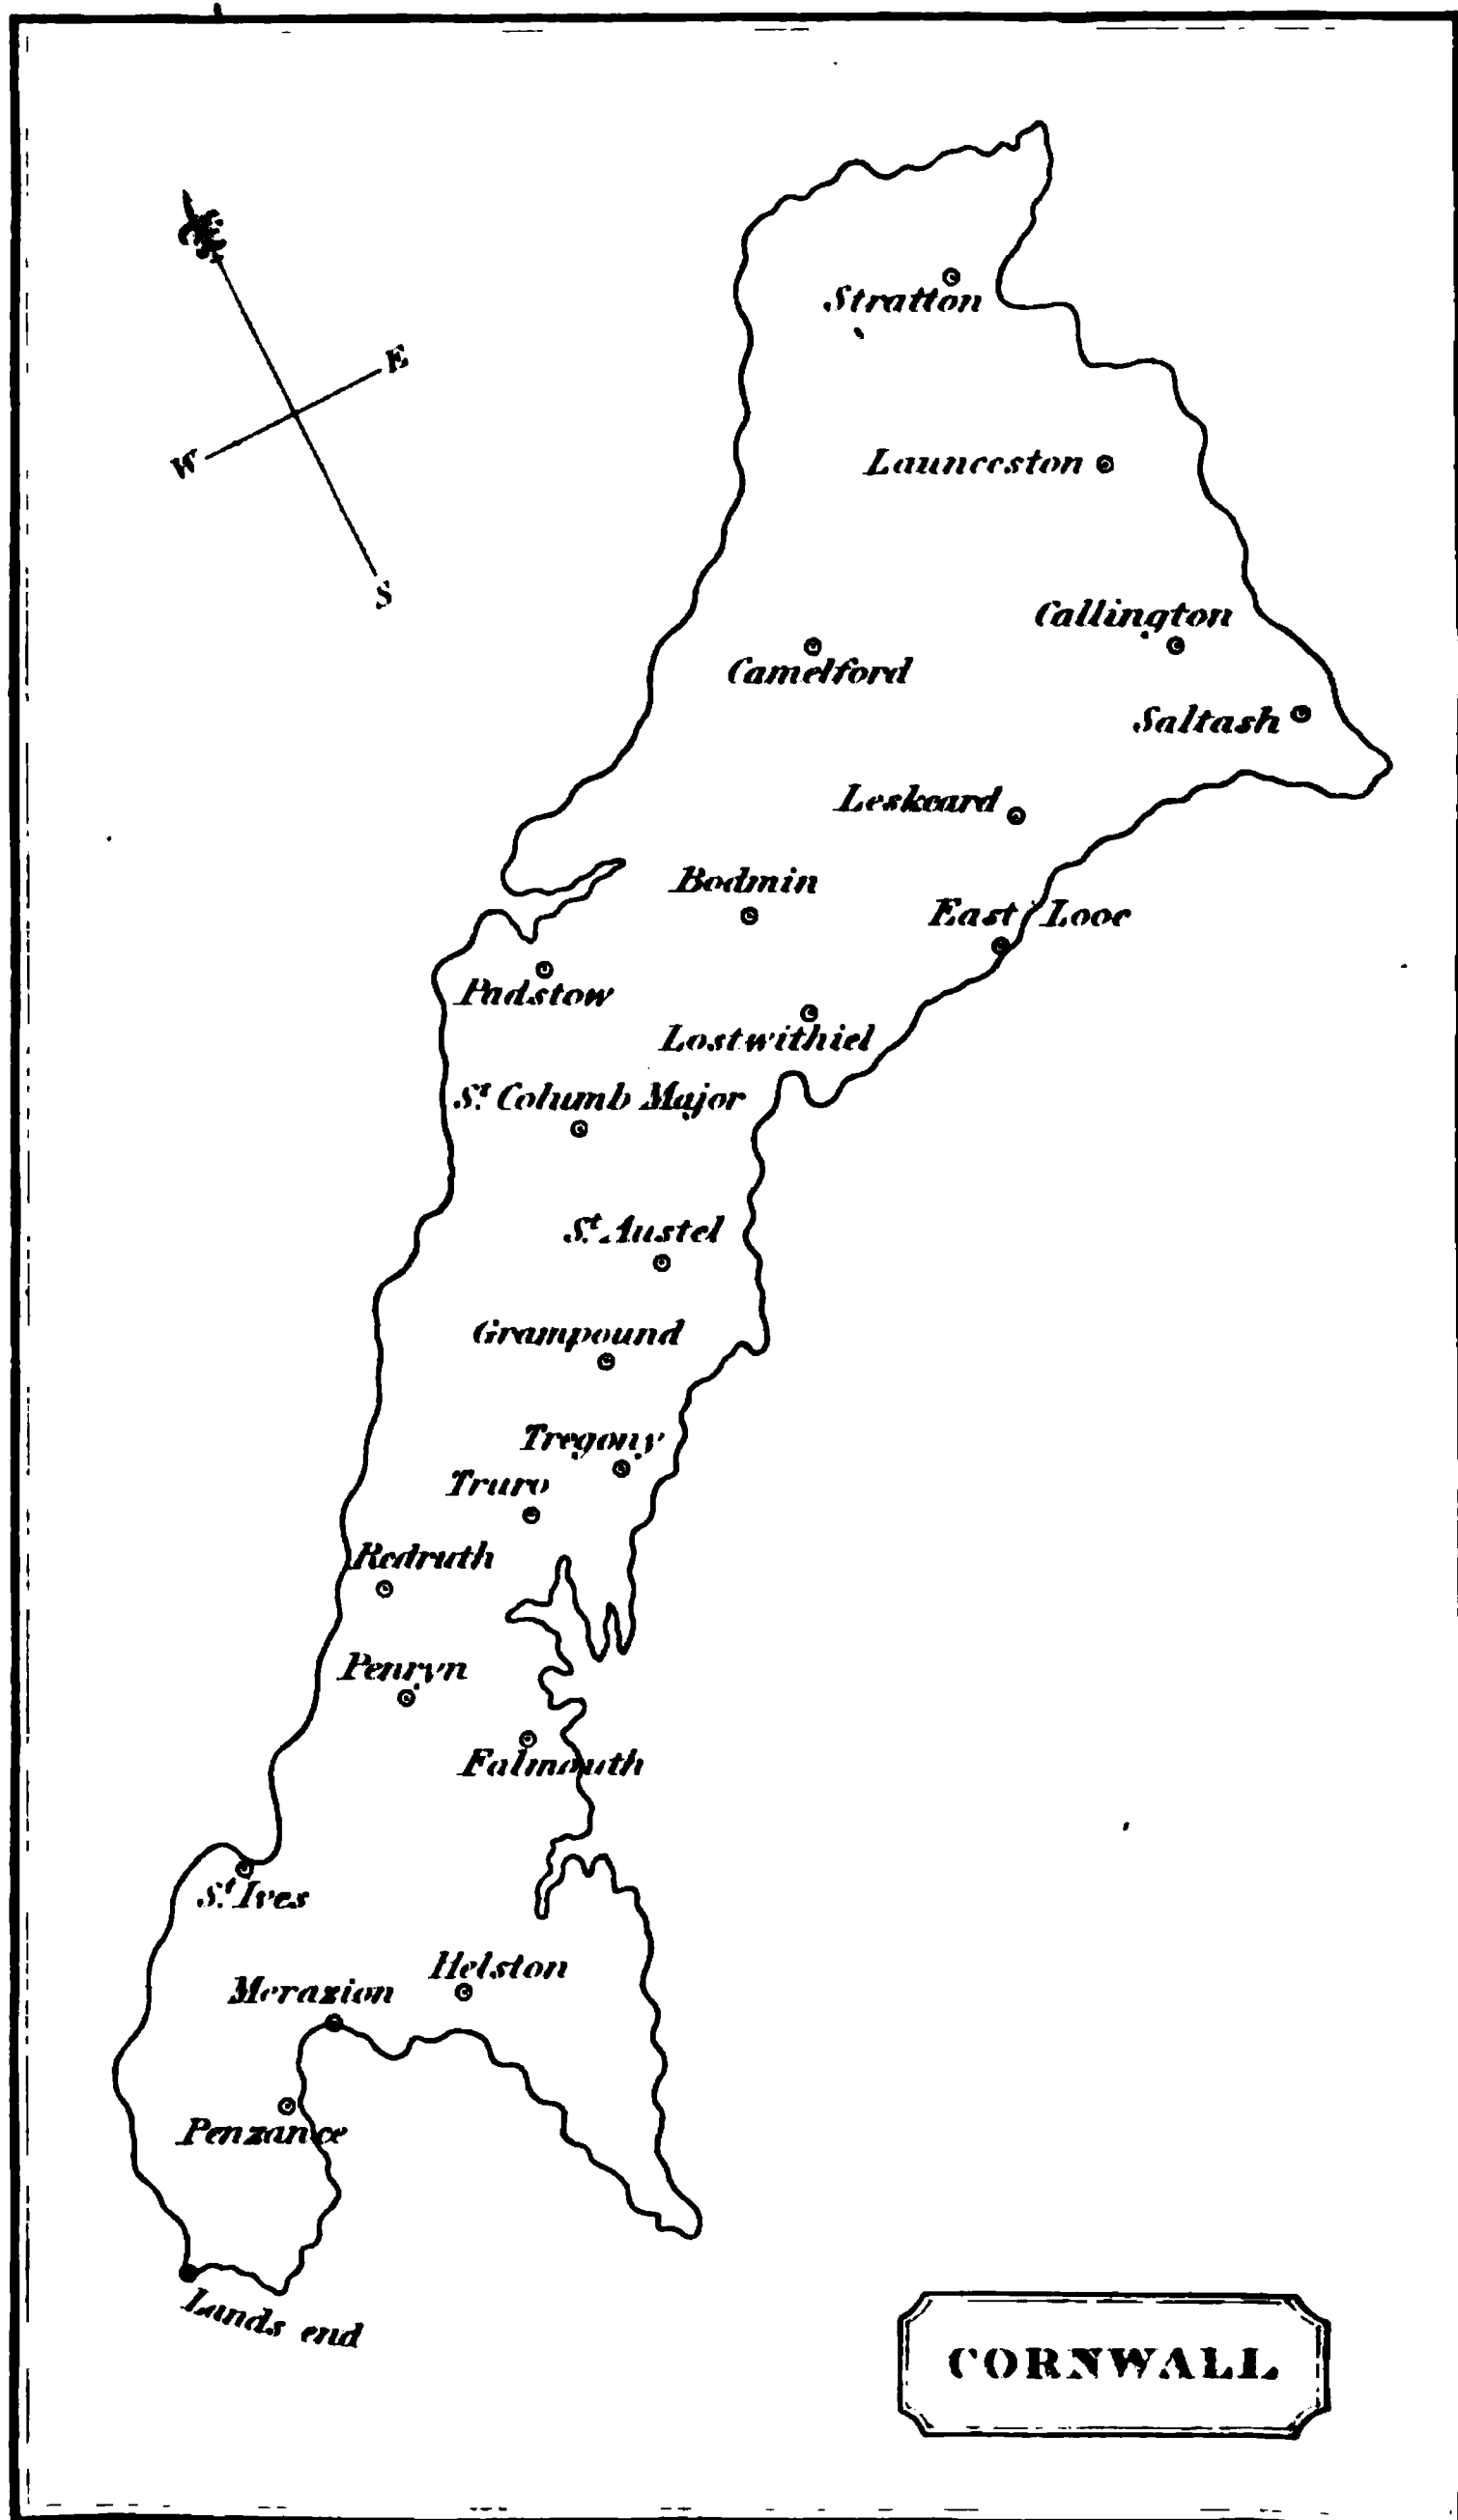 Stratton
E
W
Launceston
S
Callington
Camelford
Saltash
Leskeard
Bodmin
East Looe
Padstow
Lostwithiel
St. Columb Major
St. Austel
Grampound
Tregony
Truro
Redruth
Penryn
Falmouth
St. Ives
Helston
Merazion
Penzance
Lands end
CORNWALL